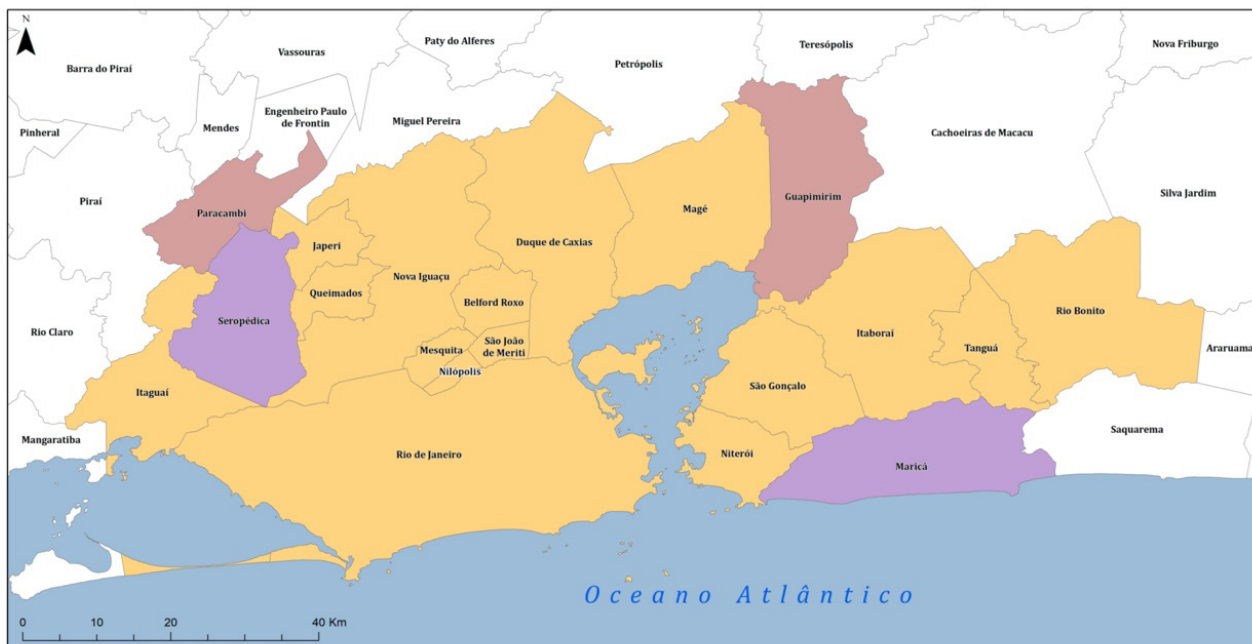 N
Paty do Alferes
Teresópolis
Nova Friburgo
Vassouras
Petrópolis
Barra do Piraí
Engenheiro Paulo
de Frontin
Miguel Pereira
Mendes
Pinheral
Cachoeiras de Macacu
Piraí
Silva Jardim
Guapimirim
Magé
Paracambi
Duque de Caxias
Japeri
Nova Iguaçu
Queimados
Belford Roxo
Rio Bonito
Seropédica
Rio Claro
Itaboraí
São João
de Meriti
Mesquita
Tanguá
Araruama
Nilópolis
São Gonçalo
Itaguaí
Saquarema
Mangaratiba
Rio de Janeiro
Niterói
Maricá
Oceano Atlântico
0 10 20 40 Km